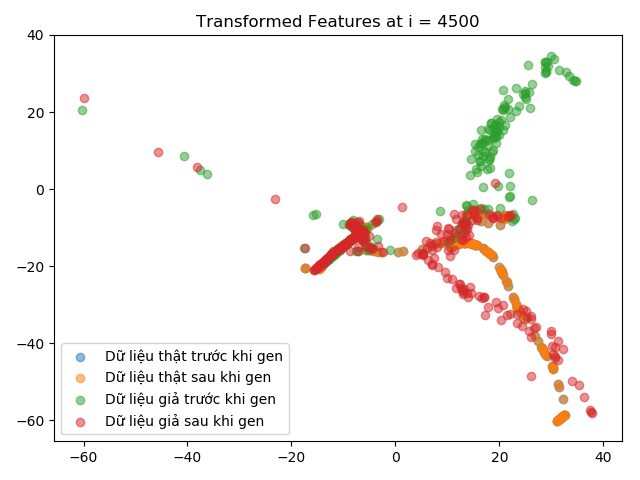 Transformed Features at i = 4500
40
20
0
−20
−40
−60
Dữ liệu thật trước khi gen
Dữ liệu thật sau khi gen
Dữ liệu giả trước khi gen
Dữ liệu giả sau khi gen
−60 −40 −20 0 20 40